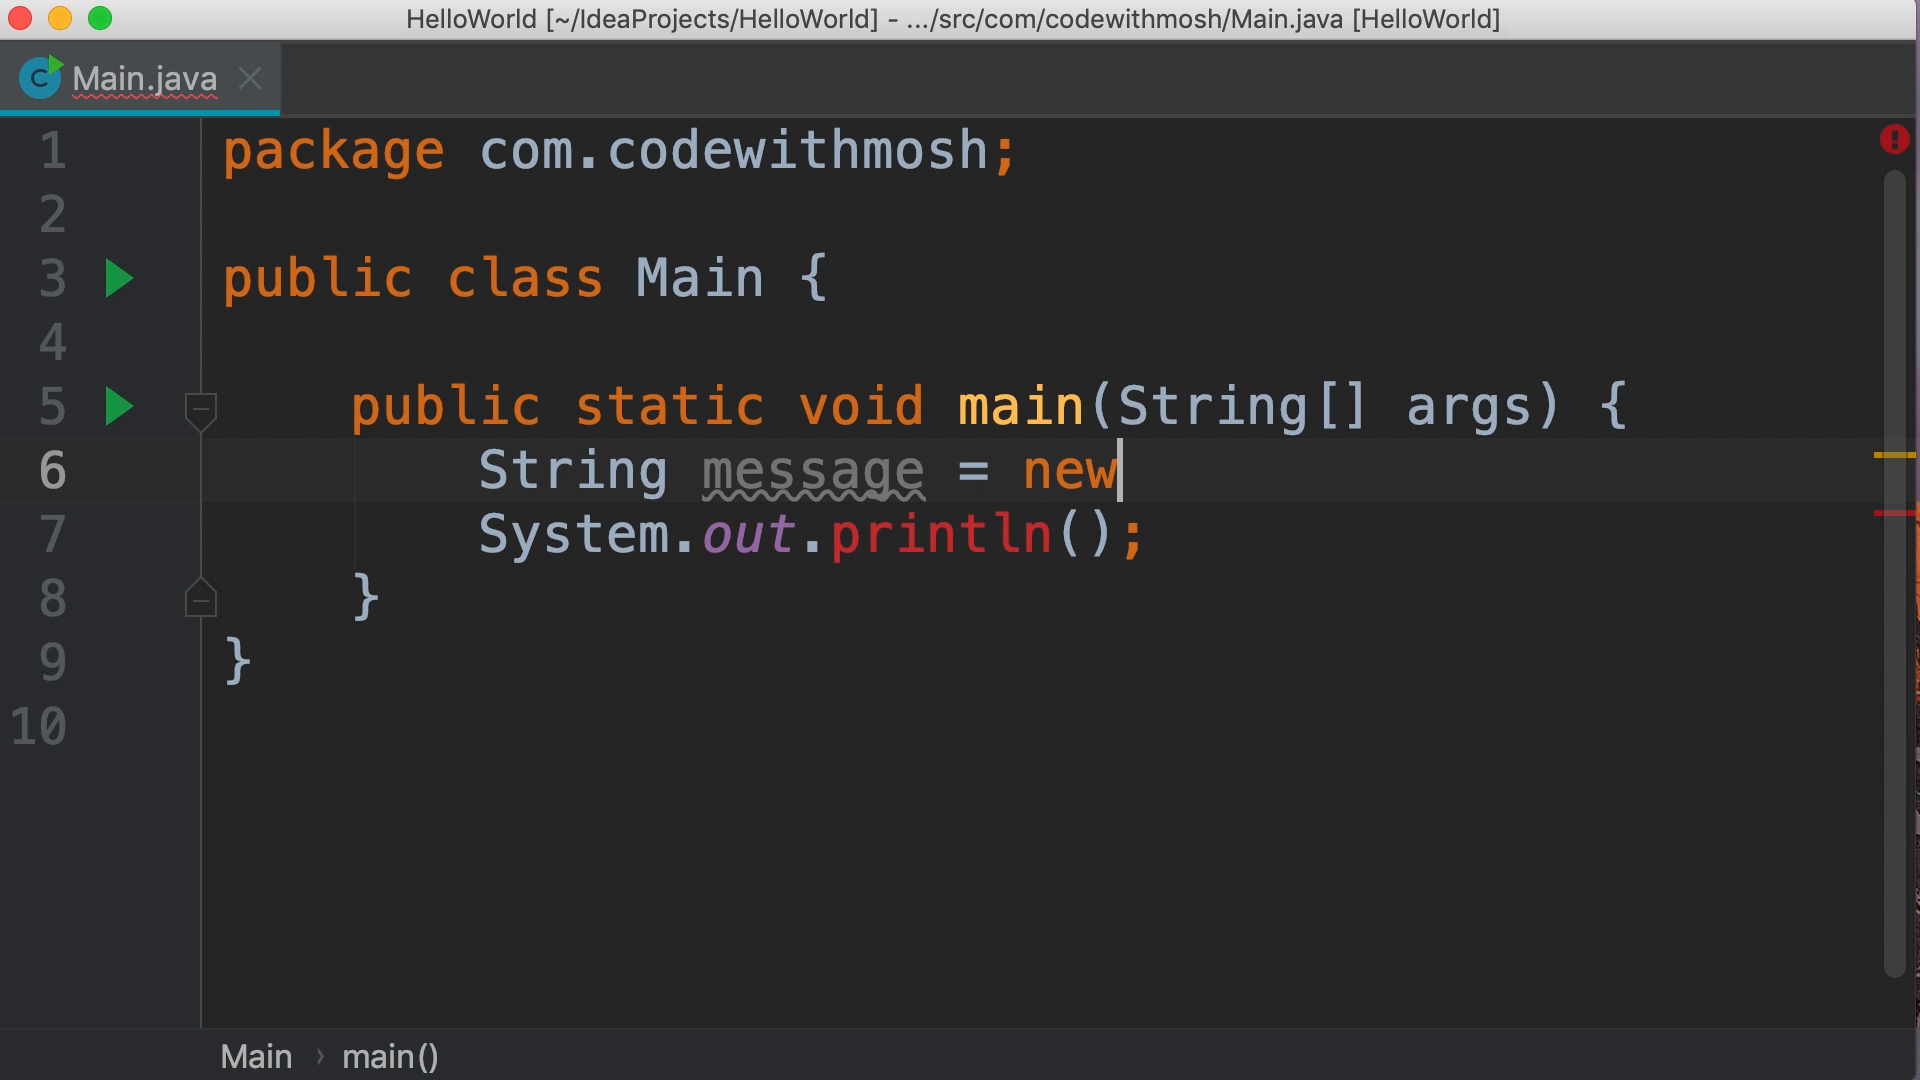 HelloWorld [~/IdeaProjects/HelloWorld] - .../src/com/codewithmosh/Main.java [HelloWorld]
C Main.java
1 package com.codewithmosh;
2
3 public class Main {
4
5 public static void main(String[] args) {
6 String message = new
7 System.out.println();
8 }
9 }
10
Main › main()